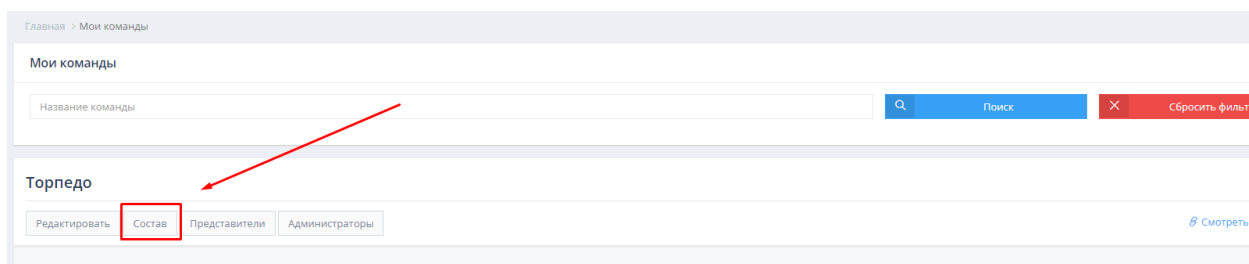 Главная > Мои команды
Мои команды
Название команды Поиск Сбросить фильт
Торпедо
Редактировать Состав Представители Администраторы Смотреть